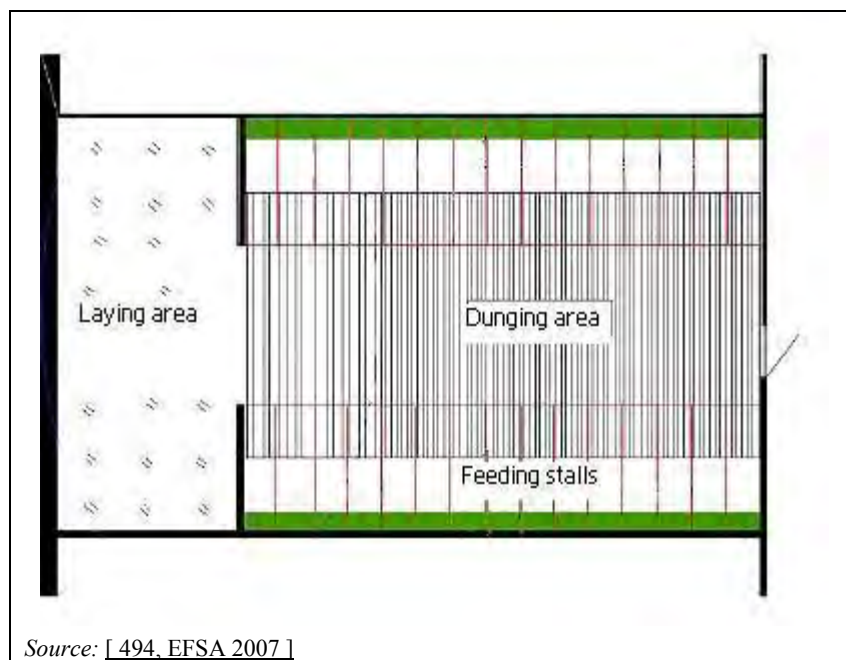 Laying area
Dunging area
Feeding stalls
Source: [ 494, EFSA 2007 ]